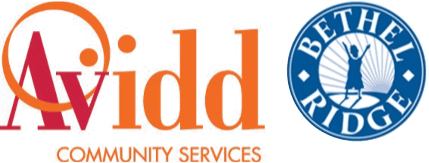 Avidd
COMMUNITY SERVICES
BETHEL
RIDGE